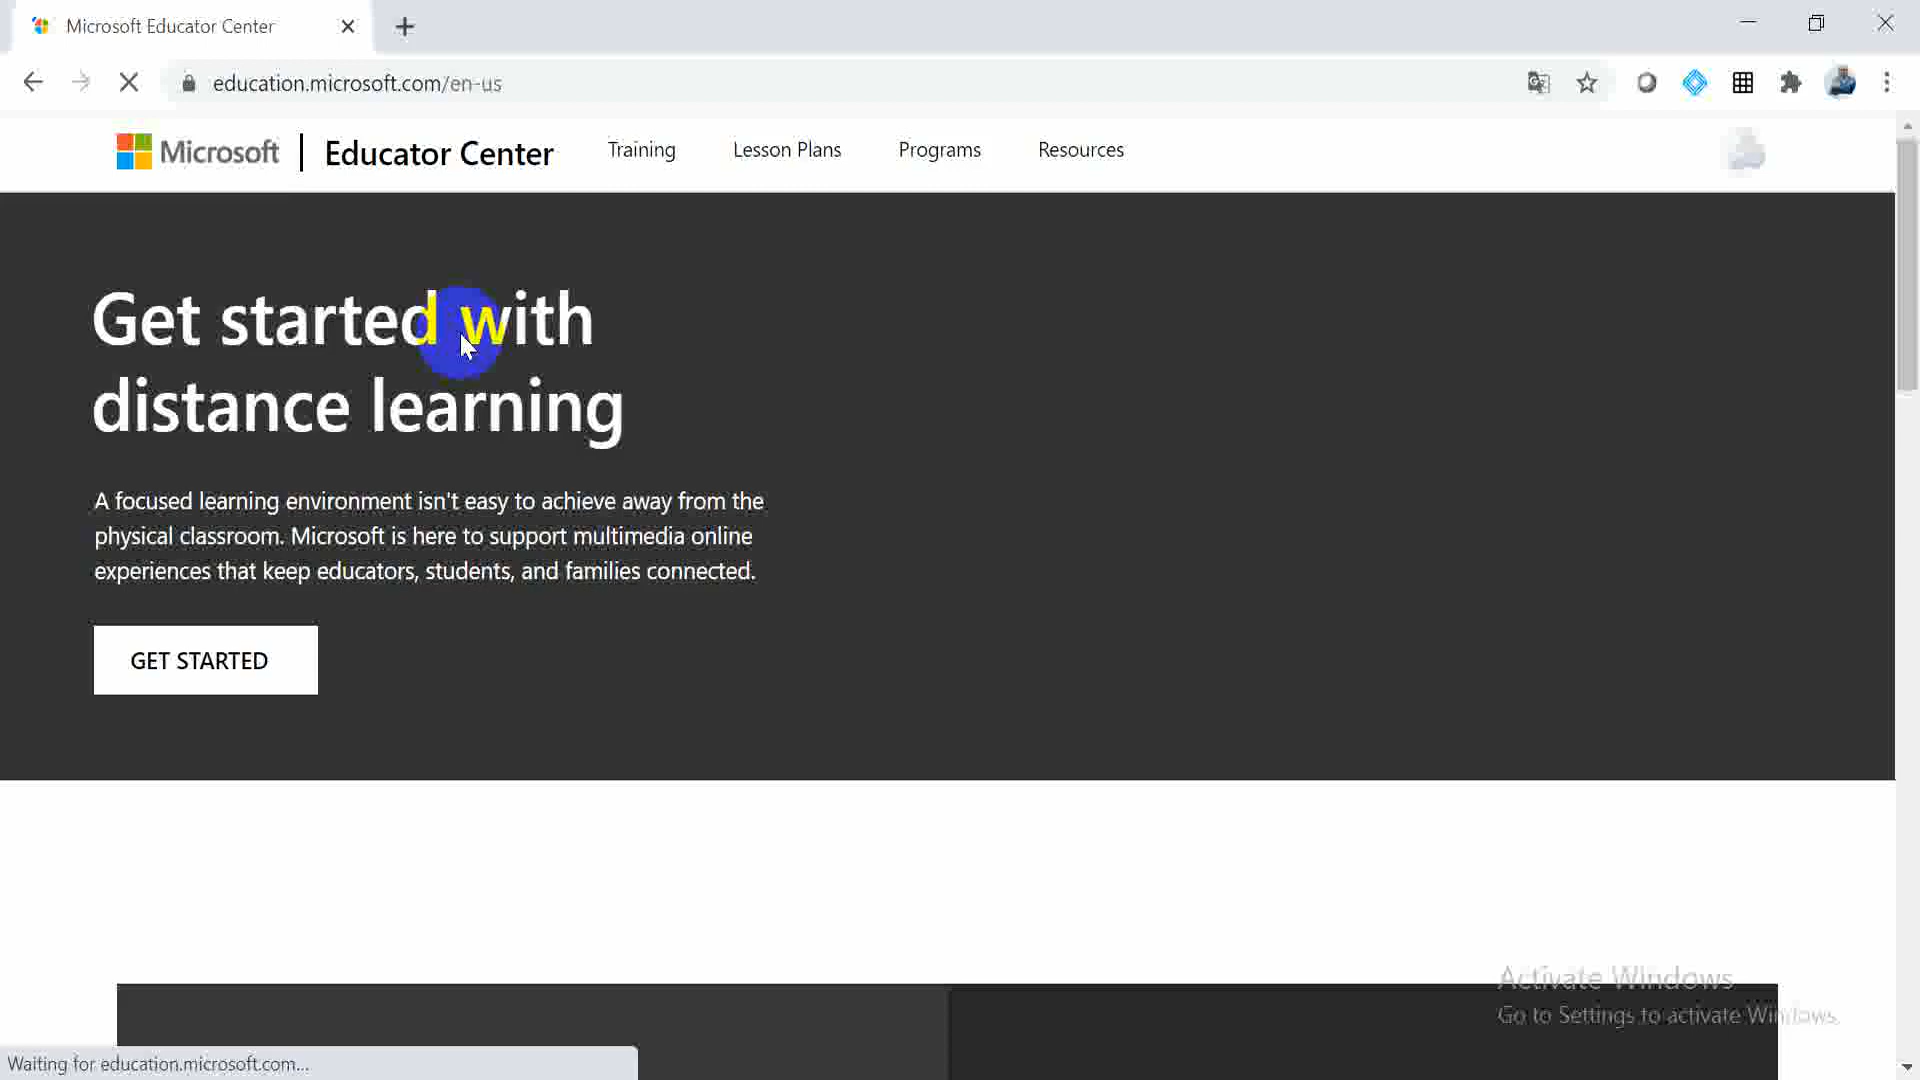 Microsoft Educator Center
education.microsoft.com/en-us
Microsoft | Educator Center
Training
Lesson Plans
Programs
Resources
Get started with
distance learning
A focused learning environment isn't easy to achieve away from the
physical classroom. Microsoft is here to support multimedia online
experiences that keep educators, students, and families connected.
GET STARTED
Activate Windows
Go to Settings to activate Windows.
Waiting for education.microsoft.com...